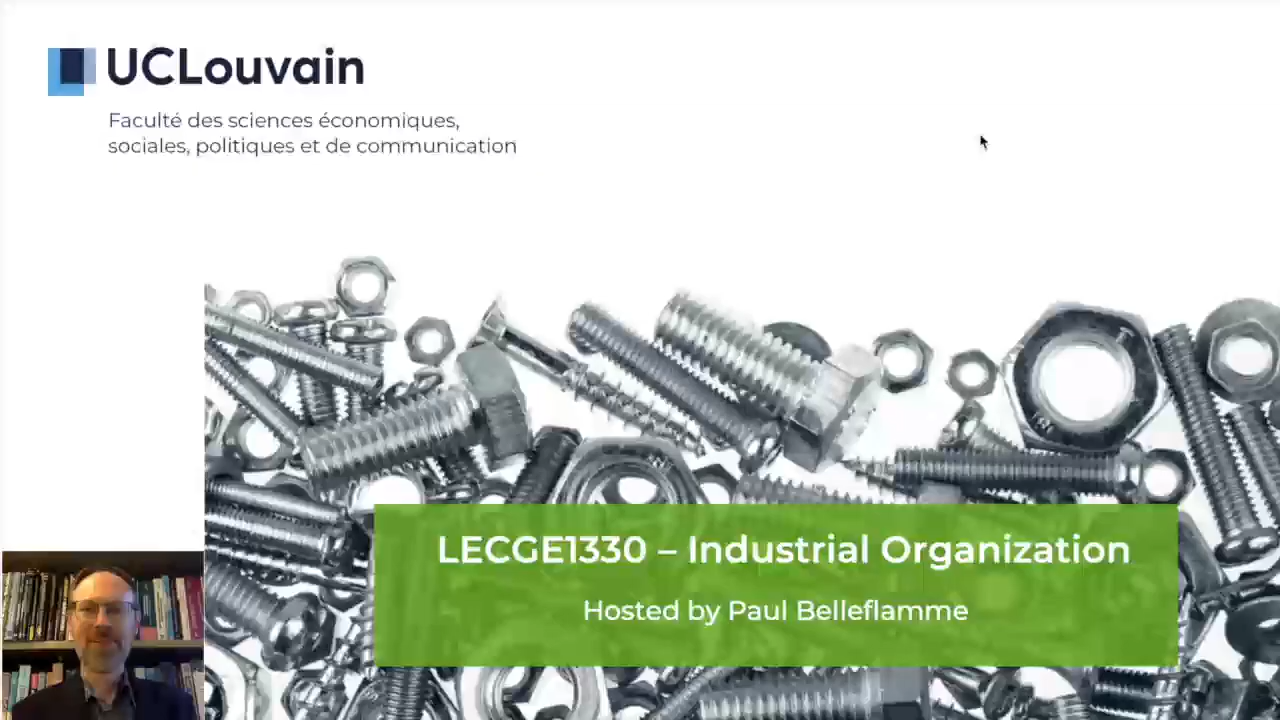 UCLouvain
Faculté des sciences économiques,
sociales, politiques et de communication
LECGE1330 – Industrial Organization
Hosted by Paul Belleflamme